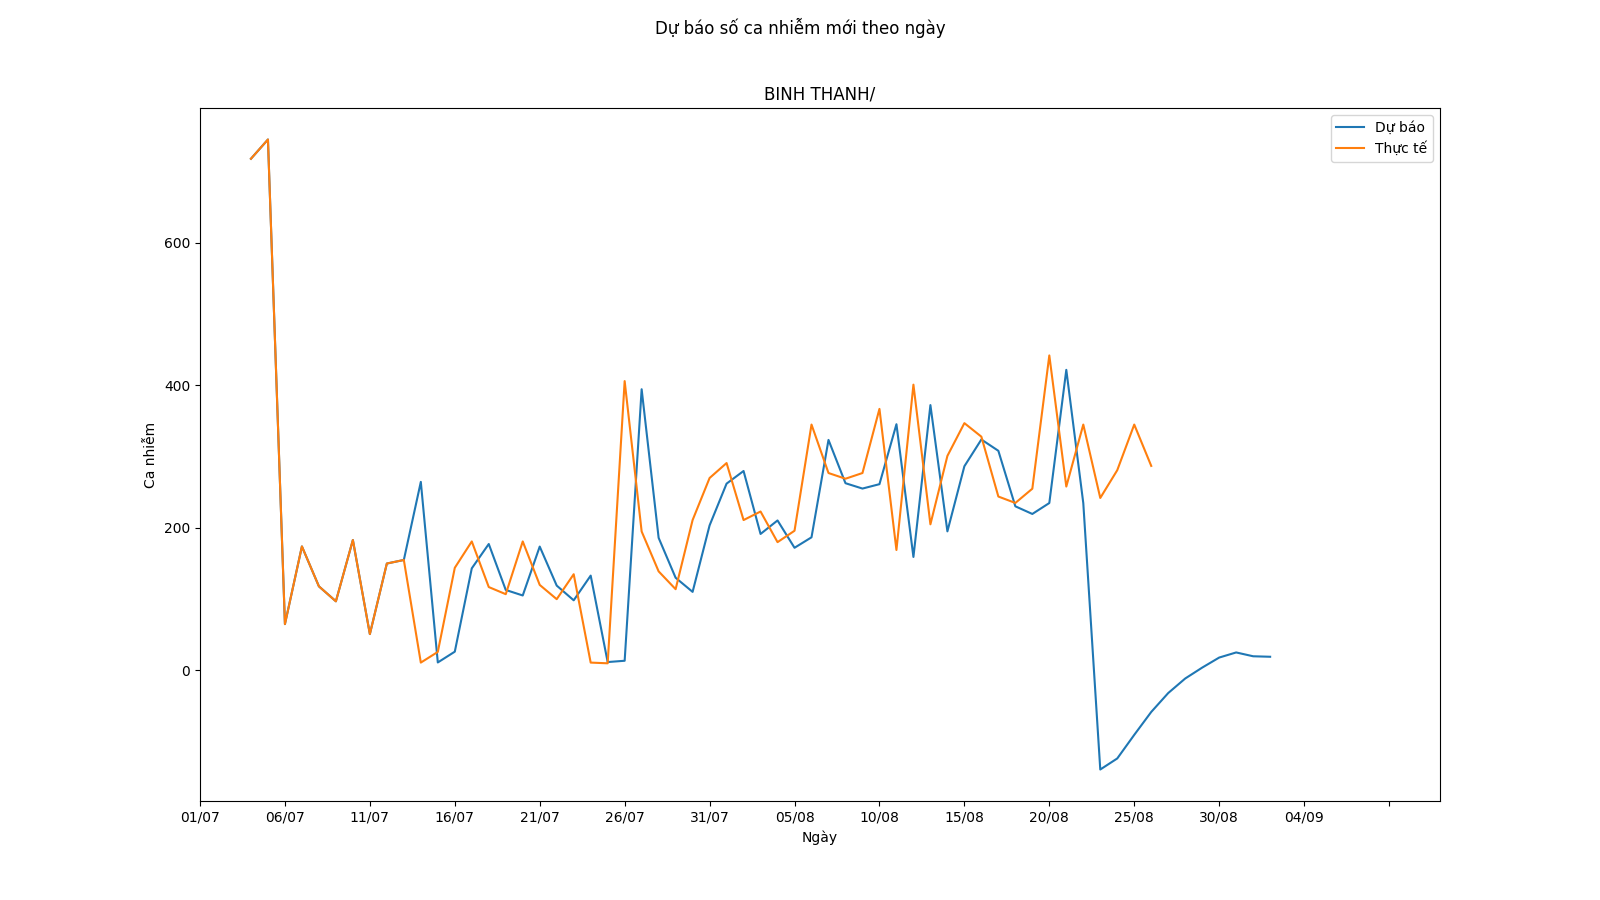 Dự báo số ca nhiễm mới theo ngày
BINH THANH/
Dự báo
Thực tế
Ca nhiễm
600
400
200
0
01/07 06/07 11/07 16/07 21/07 26/07 31/07 05/08 10/08 15/08 20/08 25/08 30/08 04/09
Ngày